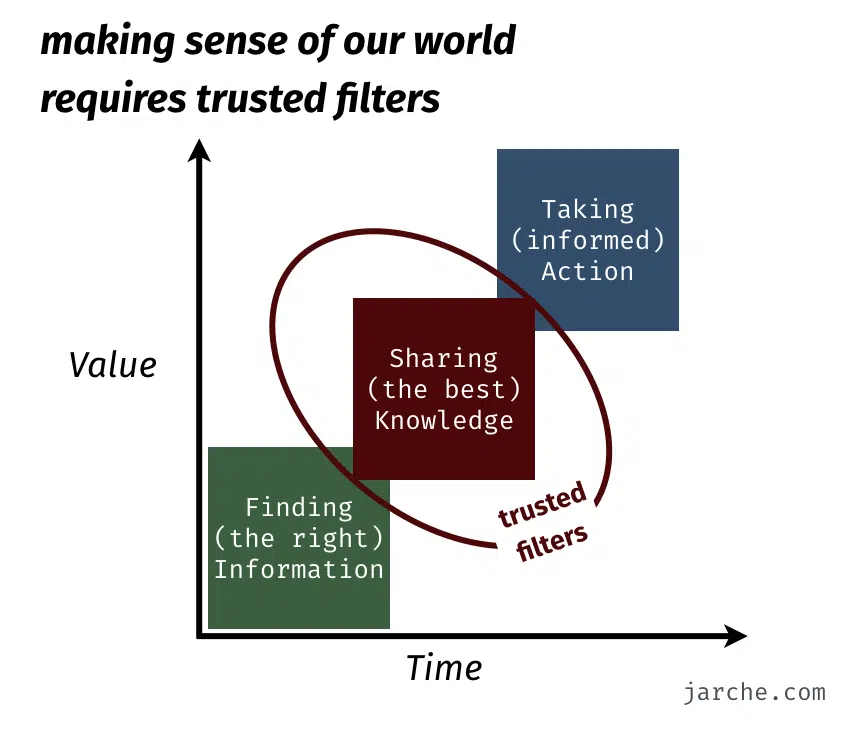 making sense of our world
requires trusted filters
Taking
(informed)
Action
Value
Sharing
(the best)
Knowledge
Finding
(the right)
Information
trusted
filters
Time
jarche.com